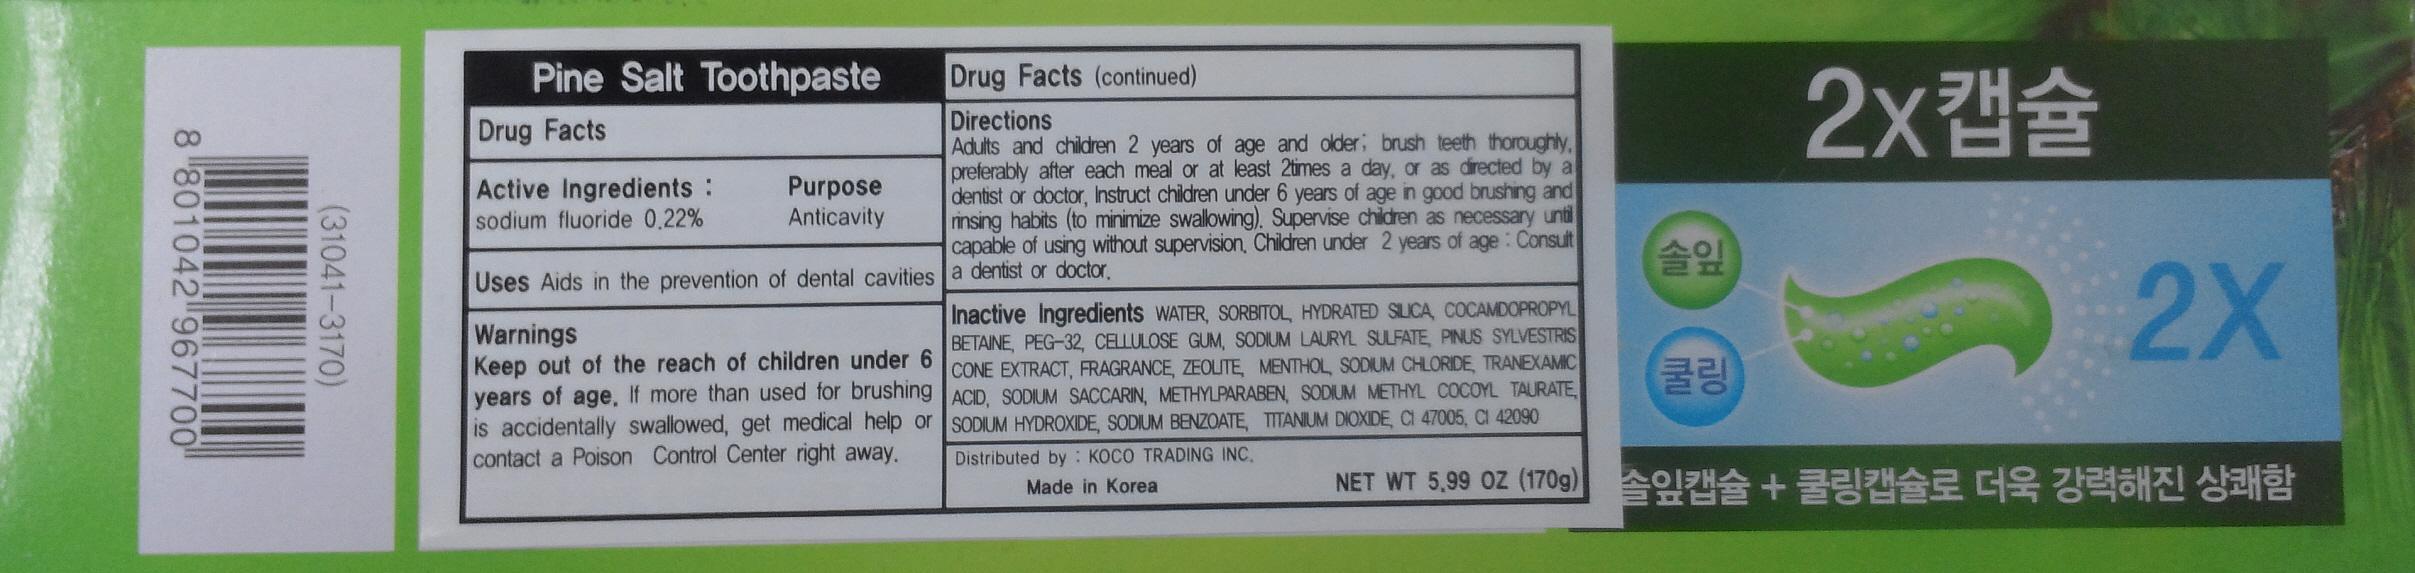 8 801042 967700
(31041-3170)
Pine Salt Toothpaste
Drug Facts
Active Ingredients : Purpose
sodium fluoride 0.22% Anticavity
Uses Aids in the prevention of dental cavities
Warnings
Keep out of the reach of children under 6
years of age. If more than used for brushing
is accidentally swallowed, get medical help or
contact a Poison Control Center right away.
Drug Facts (continued)
Directions
Adults and children 2 years of age and older; brush teeth thoroughly,
preferably after each meal or at least 2times a day, or as directed by a
dentist or doctor, Instruct children under 6 years of age in good brushing and
rinsing habits (to minimize swallowing). Supervise children as necessary until
capable of using without supervision, Children under 2 years of age : Consult
a dentist or doctor.
Inactive Ingredients WATER, SORBITOL, HYDRATED SILICA, COCAMDOPROPYL
BETAINE, PEG-32, CELLULOSE GUM, SODIUM LAURYL SULFATE, PINUS SYLVESTRIS
CONE EXTRACT, FRAGRANCE, ZEOLITE, MENTHOL, SODIUM CHLORIDE, TRANEXAMIC
ACID, SODIUM SACCARIN, METHYLPARABEN, SODIUM METHYL COCOYL TAURATE,
SODIUM HYDROXIDE, SODIUM BENZOATE, TITANIUM DIOXIDE, CI 47005, CI 42090
Distributed by : KOCO TRADING INC.
Made in Korea NET WT 5.99 OZ (170g)
2x캡슐
솔잎
쿨링
2X
솔잎캡슐 + 쿨링캡슐로 더욱 강력해진 상쾌함